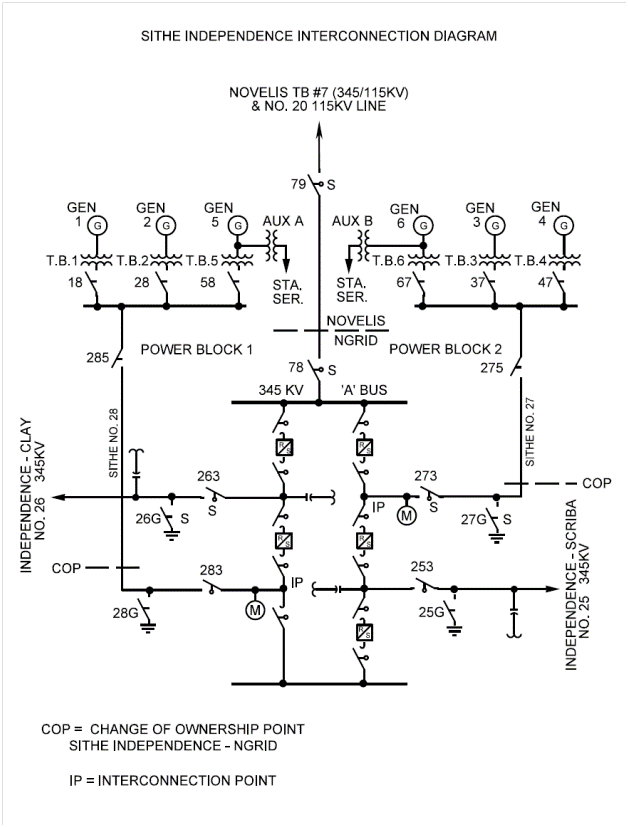 SITHE INDEPENDENCE INTERCONNECTION DIAGRAM
NOVELIS TB #7 (345/115KV)
& NO. 20 115KV LINE
79 S
GEN
1
G
GEN
2
G
GEN
5
G
AUX A
AUX B
GEN
6
G
GEN
3
G
GEN
4
G
T.B.1
T.B.2
T.B.5
T.B.6
T.B.3
T.B.4
18
28
58
STA.
SER.
STA.
SER.
67
37
47
NOVELIS
NGRID
285
POWER BLOCK 1
POWER BLOCK 2
275
78 S
345 KV 'A' BUS
SITHE NO. 28
SITHE NO. 27
R S
R S
INDEPENDENCE - CLAY
NO. 26 345KV
263
S
273
S
COP
IP
M
26G S
27G S
R S
R S
COP
283
IP
253
INDEPENDENCE - SCRIBA
NO. 25 345KV
28G
M
25G
R S
COP = CHANGE OF OWNERSHIP POINT
SITHE INDEPENDENCE - NGRID
IP = INTERCONNECTION POINT